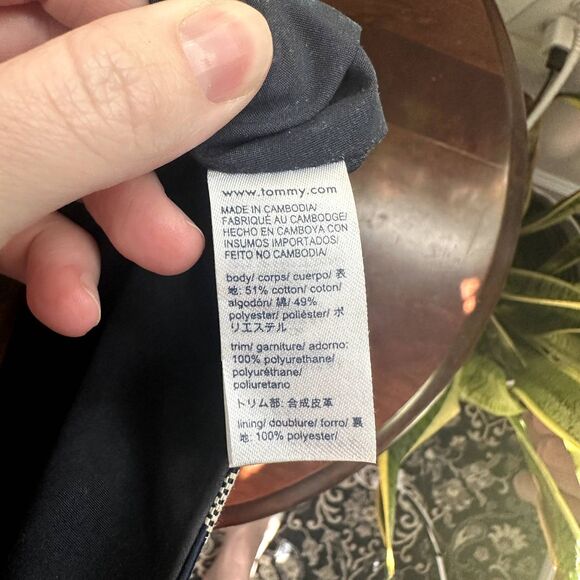 www.tommy.com
MADE IN CAMBODIA/
FABRIQUÉ AU CAMBODGE/
HECHO EN CAMBOYA CON
INSUMOS IMPORTADOS/
FEITO NO CAMBODIA/
body/ corps/ cuerpo/ 表
地: 51% cotton/ coton/
algodón/ 綿/ 49%
polyester/ poliéster/ ポ
リエステル
trim/ garniture/ adorno:
100% polyurethane/
polyuréthane/
poliuretano
トリム部: 合成皮革
lining/ doublure/ forro/ 裏
地: 100% polyester/